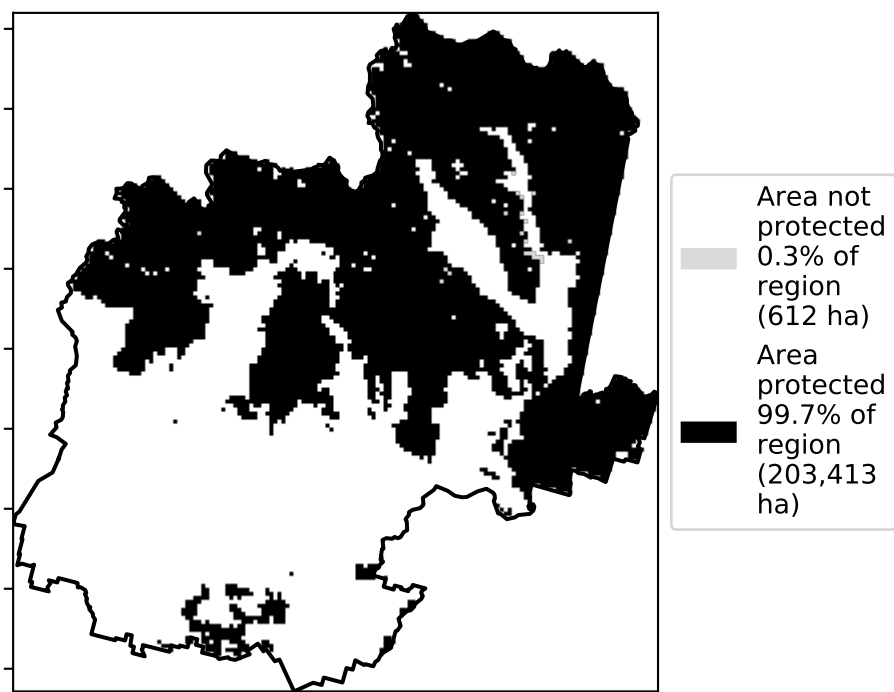 Area not
protected
0.3% of
region
(612 ha)
Area
protected
99.7% of
region
(203,413
ha)